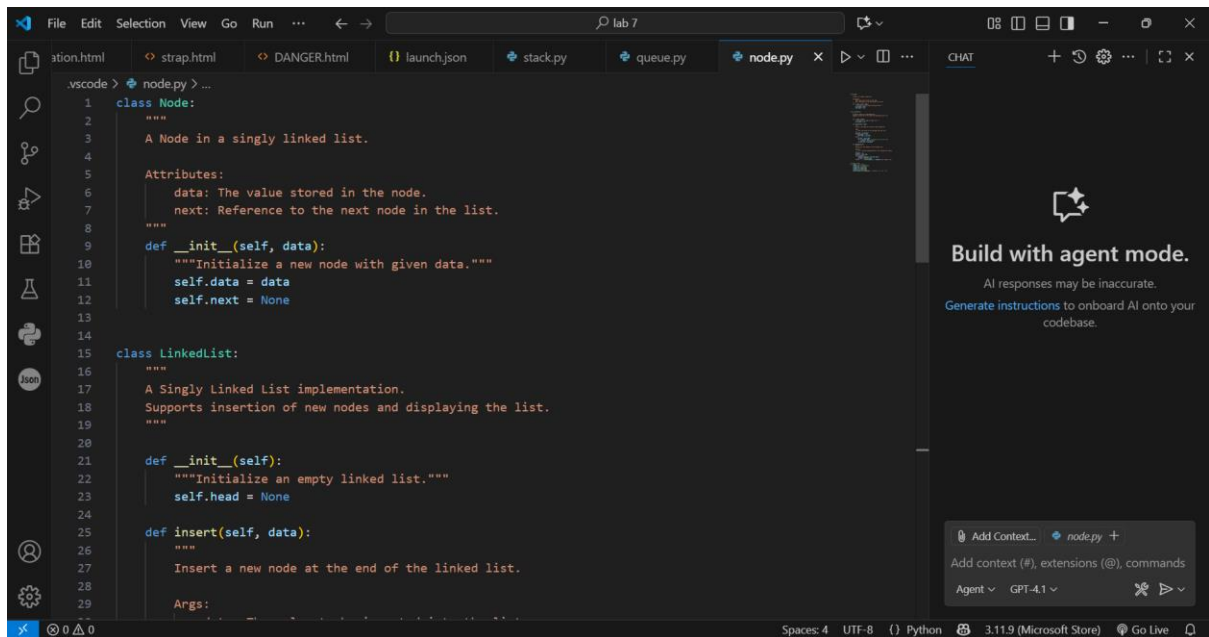 File Edit Selection View Go Run ··· ← → lab 7
ation.html strap.html DANGER.html {} launch.json stack.py queue.py node.py ×
.vscode > node.py > ...
1 class Node:
2     """
3     A Node in a singly linked list.
4
5     Attributes:
6         data: The value stored in the node.
7         next: Reference to the next node in the list.
8     """
9     def __init__(self, data):
10         """Initialize a new node with given data."""
11         self.data = data
12         self.next = None
13
14
15 class LinkedList:
16     """
17     A Singly Linked List implementation.
18     Supports insertion of new nodes and displaying the list.
19     """
20
21     def __init__(self):
22         """Initialize an empty linked list."""
23         self.head = None
24
25     def insert(self, data):
26         """
27         Insert a new node at the end of the linked list.
28
29         Args:
Json
CHAT
Build with agent mode.
AI responses may be inaccurate.
Generate instructions to onboard AI onto your
codebase.
Add Context... node.py +
Add context (#), extensions (@), commands
Agent GPT-4.1
0 0 Spaces: 4 UTF-8 {} Python 3.11.9 (Microsoft Store) Go Live